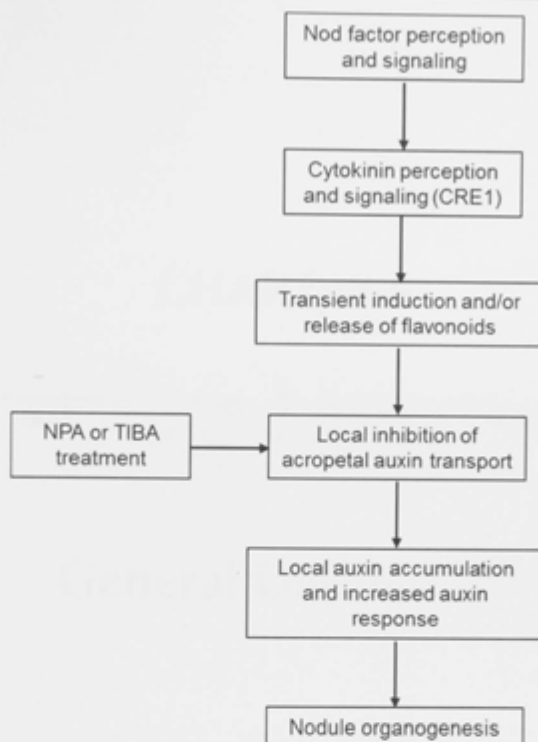 Nod factor perception
and signaling
Cytokinin perception
and signaling (CRE1)
Transient induction and/or
release of flavonoids
NPA or TIBA
treatment
Local inhibition of
acropetal auxin transport
Local auxin accumulation
and increased auxin
response
Nodule organogenesis